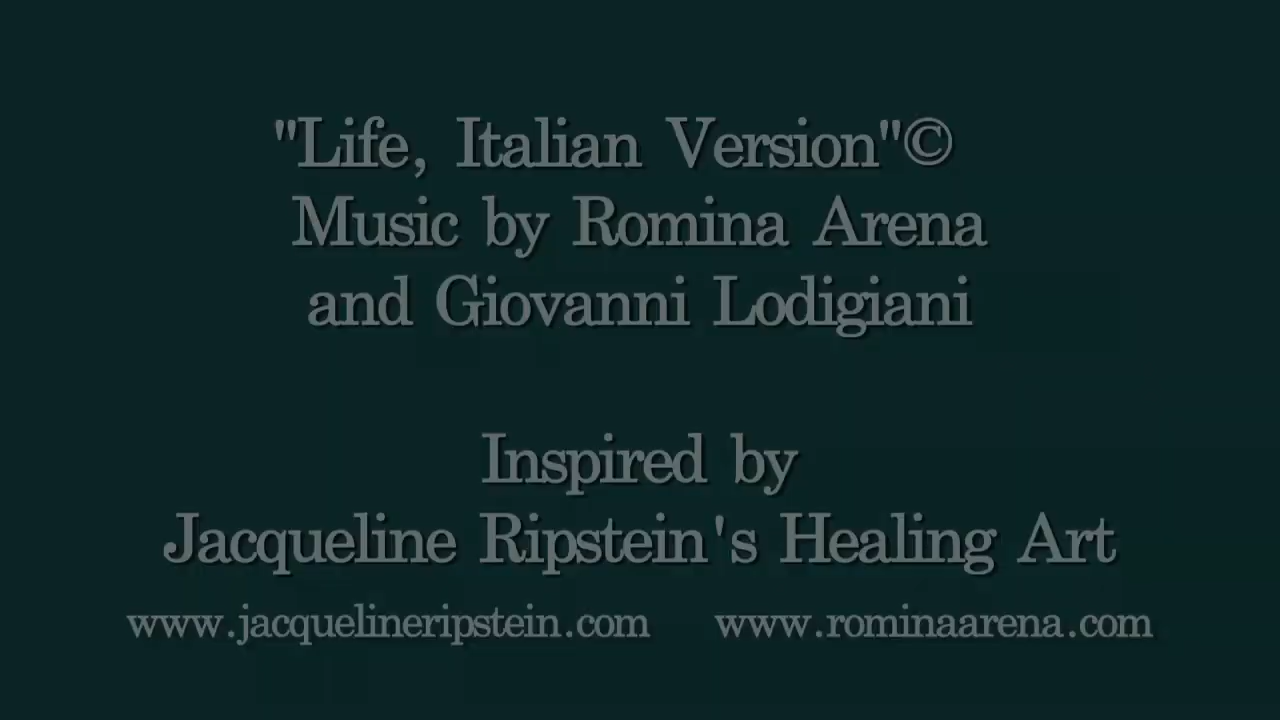 "Life, Italian Version"©
Music by Romina Arena
and Giovanni Lodigiani
Inspired by
Jacqueline Ripstein's Healing Art
www.jacquelineripstein.com www.rominaarena.com